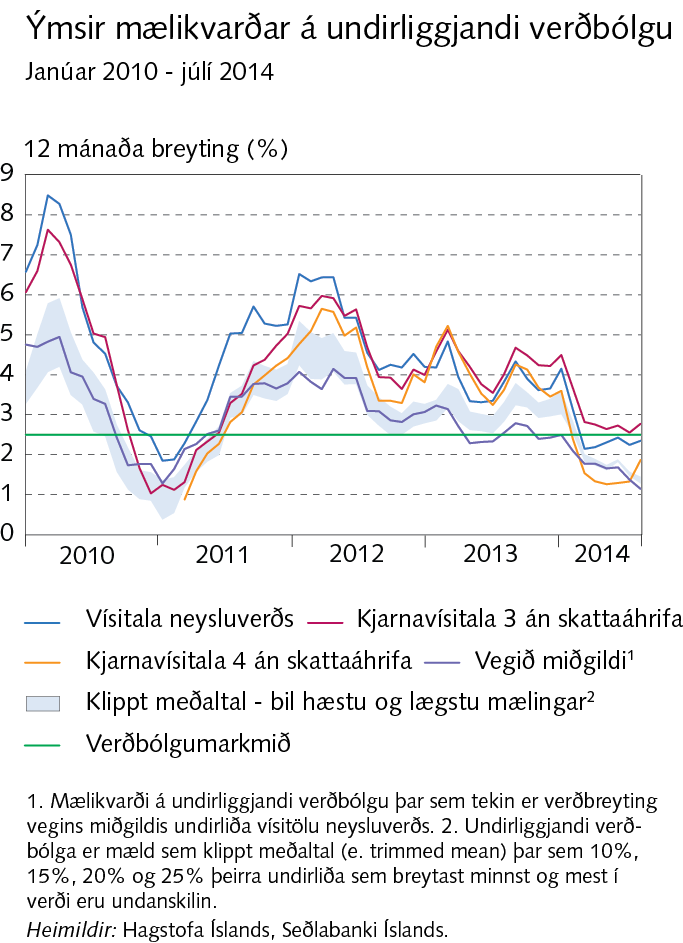 Ýmsir mælikvarðar á undirliggjandi verðbólgu
Janúar 2010 - júlí 2014
12 mánaða breyting (%)
9
8
7
6
5
4
3
2
1
0
2010 2011 2012 2013 2014
Vísitala neysluverðs Kjarnavísitala 3 án skattaáhrifa
Kjarnavísitala 4 án skattaáhrifa Vegið miðgildi¹
Klippt meðaltal - bil hæstu og lægstu mælingar²
Verðbólgumarkmið
1. Mælikvarði á undirliggjandi verðbólgu þar sem tekin er verðbreyting
vegins miðgildis undirliða vísitölu neysluverðs. 2. Undirliggjandi verð-
bólga er mæld sem klippt meðaltal (e. trimmed mean) þar sem 10%,
15%, 20% og 25% þeirra undirliða sem breytast minnst og mest í
verði eru undanskilin.
Heimildir: Hagstofa Íslands, Seðlabanki Íslands.